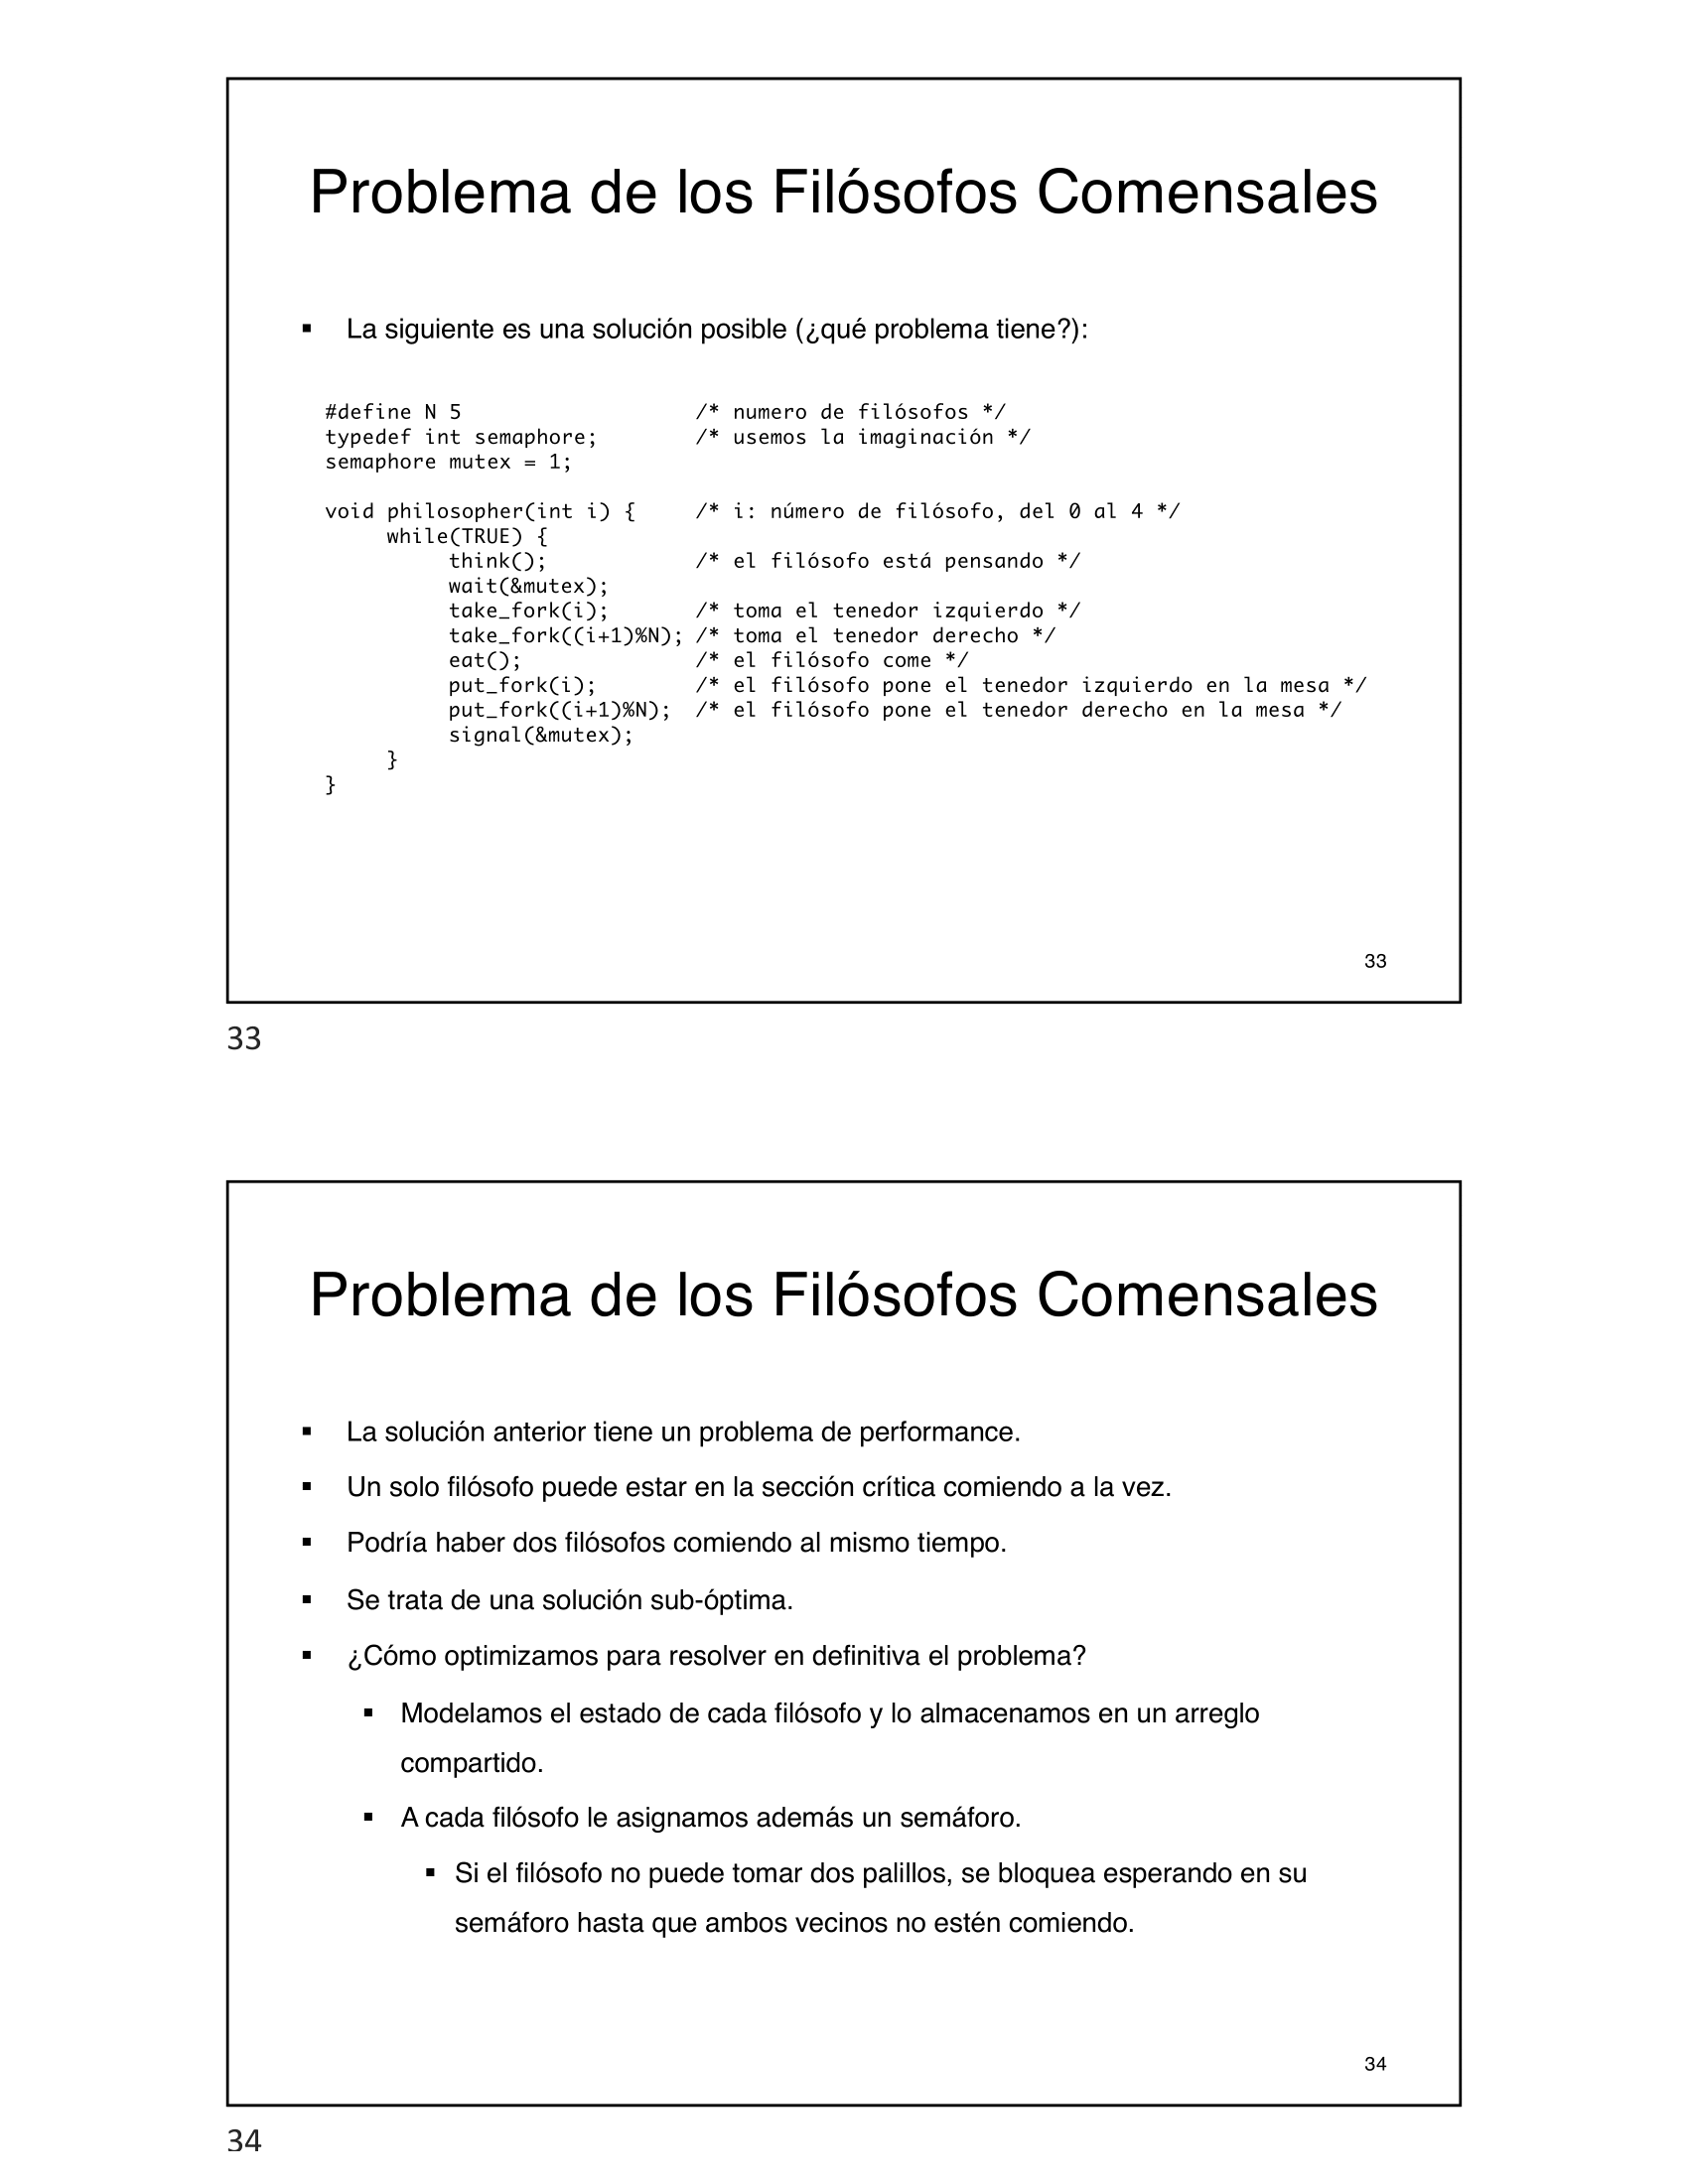 Problema de los Filósofos Comensales
▪ La siguiente es una solución posible (¿qué problema tiene?):
#define N 5                   /* numero de filósofos */
typedef int semaphore;        /* usemos la imaginación */
semaphore mutex = 1;
void philosopher(int i) {     /* i: número de filósofo, del 0 al 4 */
     while(TRUE) {
          think();            /* el filósofo está pensando */
          wait(&mutex);
          take_fork(i);       /* toma el tenedor izquierdo */
          take_fork((i+1)%N); /* toma el tenedor derecho */
          eat();              /* el filósofo come */
          put_fork(i);        /* el filósofo pone el tenedor izquierdo en la mesa */
          put_fork((i+1)%N);  /* el filósofo pone el tenedor derecho en la mesa */
          signal(&mutex);
     }
}
33
33
Problema de los Filósofos Comensales
▪ La solución anterior tiene un problema de performance.
▪ Un solo filósofo puede estar en la sección crítica comiendo a la vez.
▪ Podría haber dos filósofos comiendo al mismo tiempo.
▪ Se trata de una solución sub-óptima.
▪ ¿Cómo optimizamos para resolver en definitiva el problema?
▪ Modelamos el estado de cada filósofo y lo almacenamos en un arreglo
compartido.
▪ A cada filósofo le asignamos además un semáforo.
▪ Si el filósofo no puede tomar dos palillos, se bloquea esperando en su
semáforo hasta que ambos vecinos no estén comiendo.
34
34